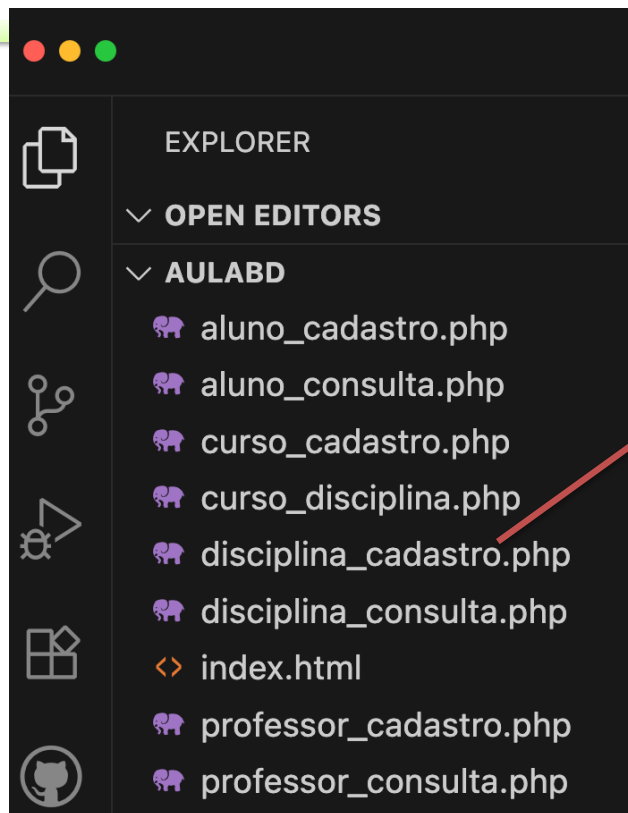 EXPLORER
OPEN EDITORS
AULABD
aluno_cadastro.php
aluno_consulta.php
curso_cadastro.php
curso_disciplina.php
disciplina_cadastro.php
disciplina_consulta.php
index.html
professor_cadastro.php
professor_consulta.php